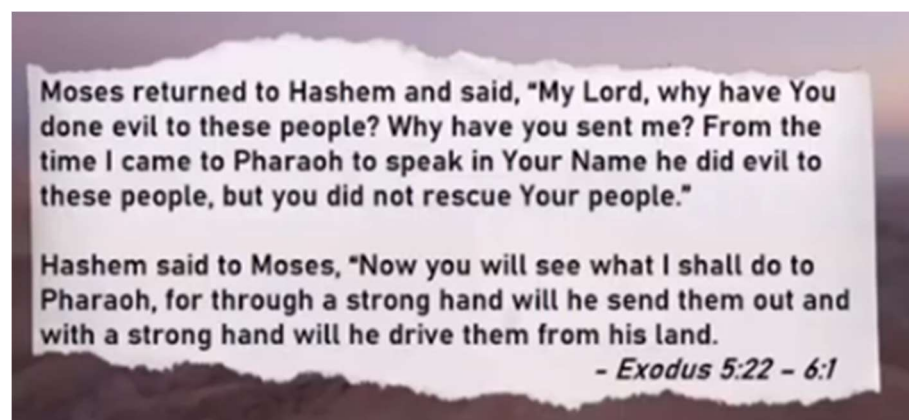 Moses returned to Hashem and said, “My Lord, why have You
done evil to these people? Why have you sent me? From the
time I came to Pharaoh to speak in Your Name he did evil to
these people, but you did not rescue Your people.”
Hashem said to Moses, “Now you will see what I shall do to
Pharaoh, for through a strong hand will he send them out and
with a strong hand will he drive them from his land.
- Exodus 5:22 – 6:1